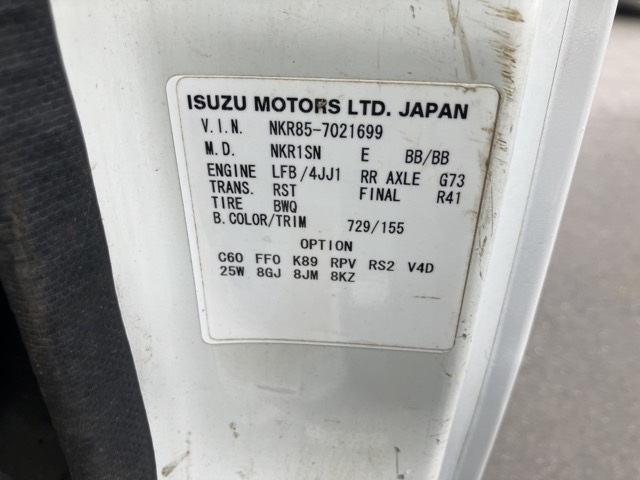 ISUZU MOTORS LTD. JAPAN
V.I.N. NKR85-7021699
M.D. NKR1SN E BB/BB
ENGINE LFB/4JJ1 RR AXLE G73
TRANS. RST FINAL R41
TIRE BWQ
B.COLOR/TRIM 729/155
OPTION
C60 FF0 K89 RPV RS2 V4D
25W 8GJ 8JM 8KZ